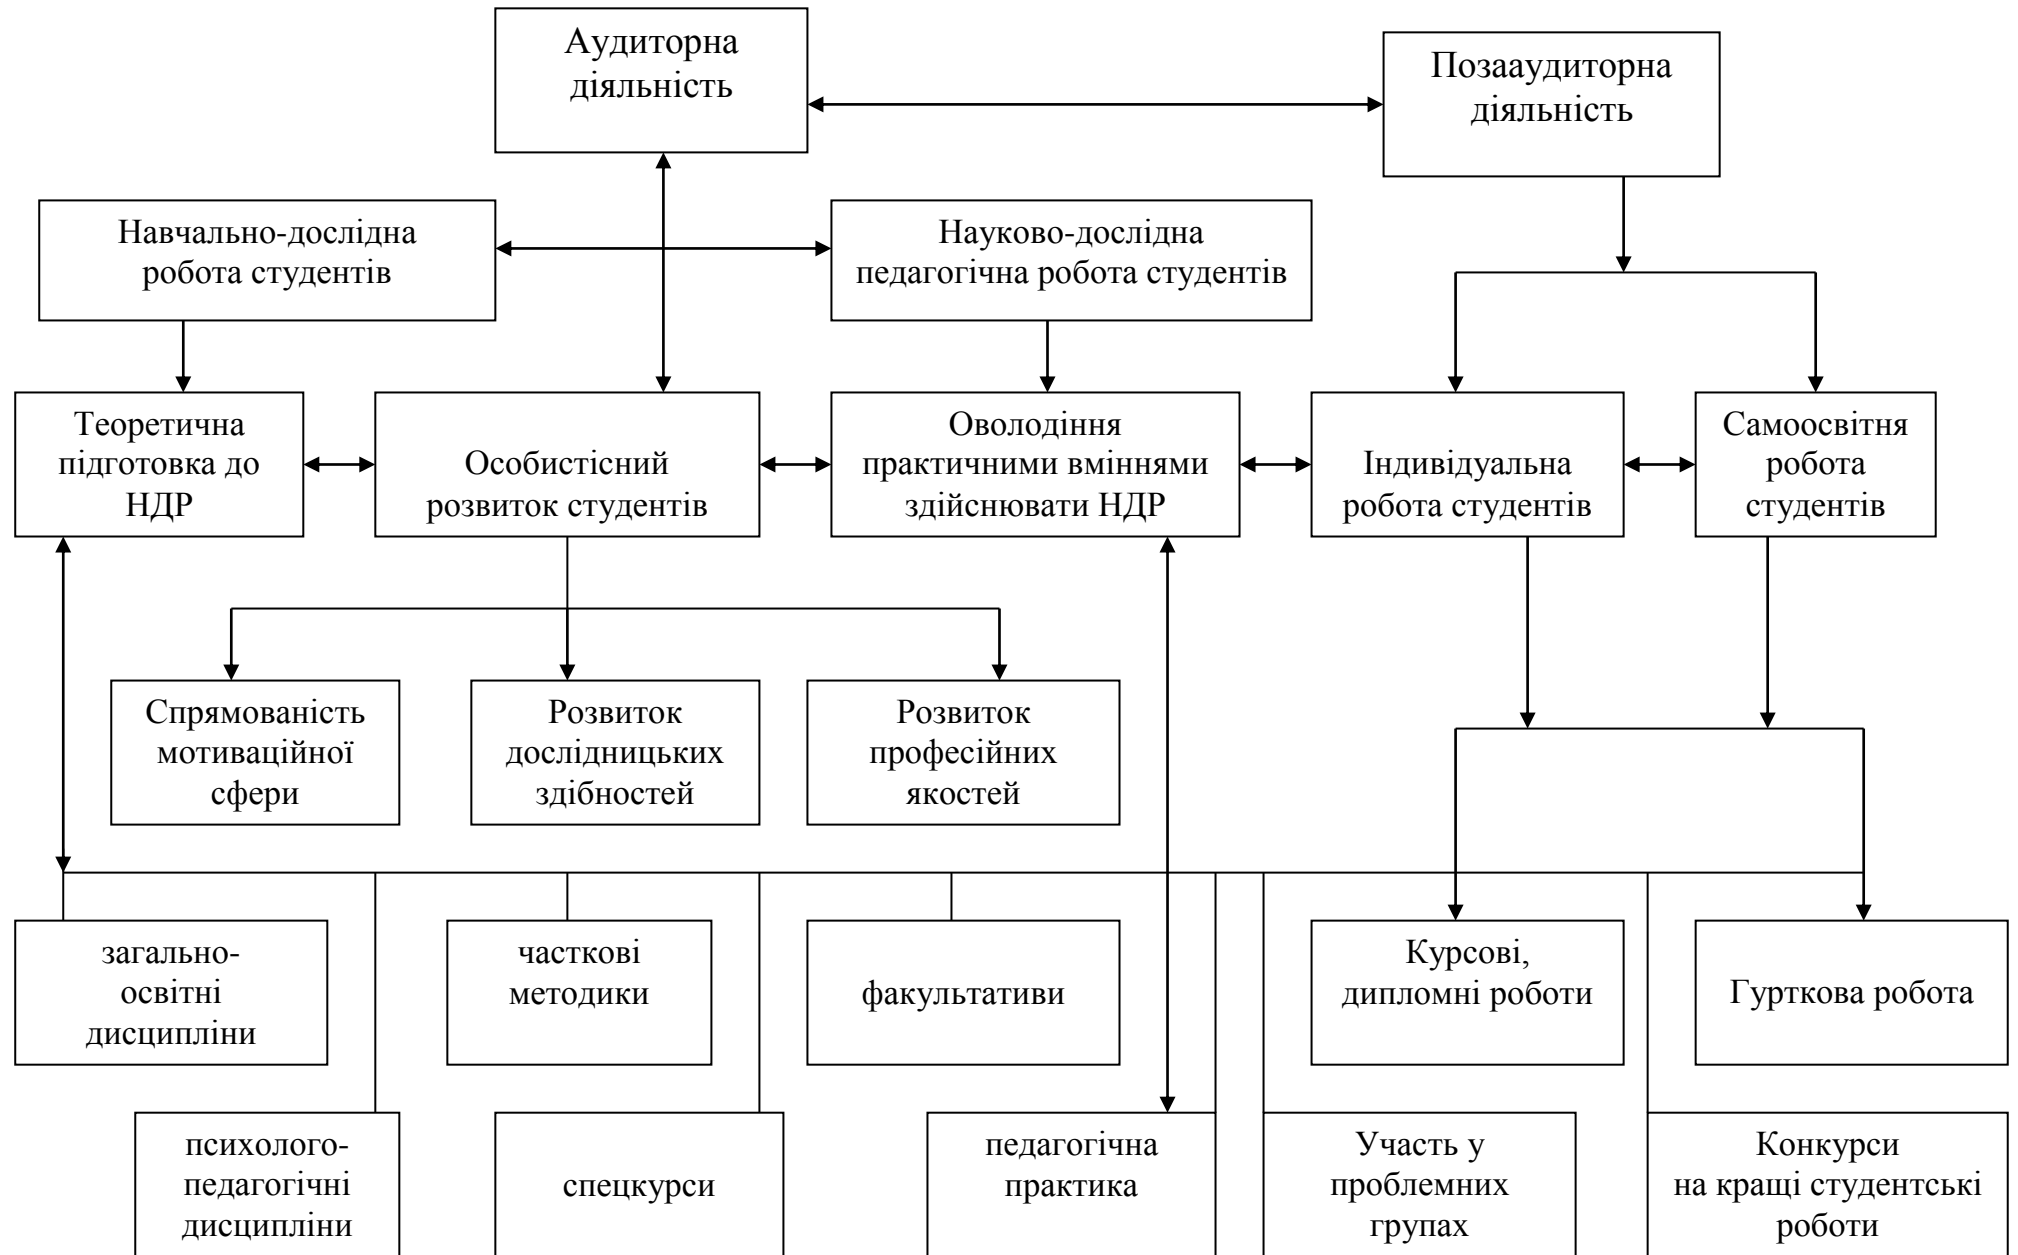 Аудиторна
діяльність
Позааудиторна
діяльність
Навчально-дослідна
робота студентів
Науково-дослідна
педагогічна робота студентів
Теоретична
підготовка до
НДР
Особистісний
розвиток студентів
Оволодіння
практичними вміннями
здійснювати НДР
Індивідуальна
робота студентів
Самоосвітня
робота
студентів
Спрямованість
мотиваційної
сфери
Розвиток
дослідницьких
здібностей
Розвиток
професійних
якостей
загально-
освітні
дисципліни
часткові
методики
факультативи
Курсові,
дипломні роботи
Гурткова робота
психолого-
педагогічні
дисципліни
спецкурси
педагогічна
практика
Участь у
проблемних
групах
Конкурси
на кращі студентські
роботи